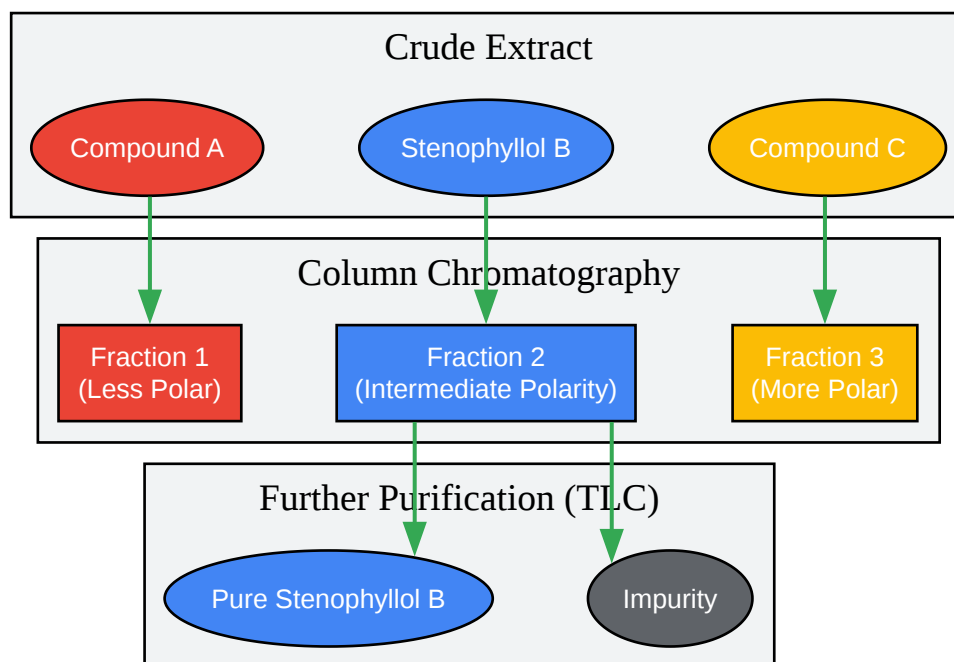 Crude Extract
Compound A
Stenophyllol B
Compound C
Column Chromatography
Fraction 1
(Less Polar)
Fraction 2
(Intermediate Polarity)
Fraction 3
(More Polar)
Further Purification (TLC)
Pure Stenophyllol B
Impurity